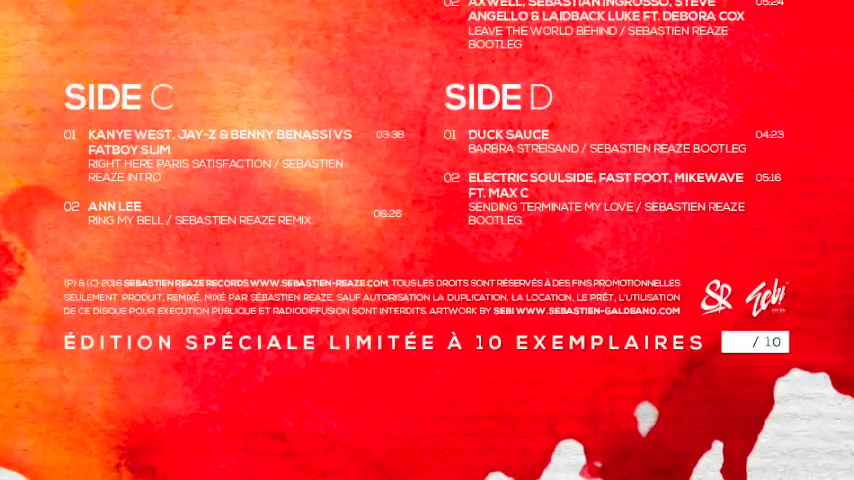 02 AXWELL, SEBASTIAN INGROSSO, STEVE 05:24
ANGELLO & LAIDBACK LUKE FT. DEBORA COX
LEAVE THE WORLD BEHIND / SEBASTIEN REAZE
BOOTLEG
SIDE C
01 KANYE WEST, JAY-Z & BENNY BENASSI VS 03:38
FATBOY SLIM
RIGHT HERE PARIS SATISFACTION / SEBASTIEN
REAZE INTRO
02 ANN LEE
RING MY BELL / SEBASTIEN REAZE REMIX 06:26
SIDE D
01 DUCK SAUCE 04:23
BARBRA STREISAND / SEBASTIEN REAZE BOOTLEG
02 ELECTRIC SOULSIDE, FAST FOOT, MIKEWAVE 05:16
FT. MAX C
SENDING TERMINATE MY LOVE / SEBASTIEN REAZE
BOOTLEG
(P) & (C) 2016 SEBASTIEN REAZE RECORDS WWW.SEBASTIEN-REAZE.COM. TOUS LES DROITS SONT RÉSERVÉS À DES FINS PROMOTIONNELLES
SEULEMENT PRODUIT, REMIXÉ, MIXÉ PAR SÉBASTIEN REAZE. SAUF AUTORISATION LA DUPLICATION, LA LOCATION, LE PRÊT, L'UTILISATION
DE CE DISQUE POUR ÉXECUTION PUBLIQUE ET RADIODIFFUSION SONT INTERDITS. ARTWORK BY SEBI WWW.SEBASTIEN-GALDEANO.COM
SR Sebi
ÉDITION SPÉCIALE LIMITÉE À 10 EXEMPLAIRES / 10